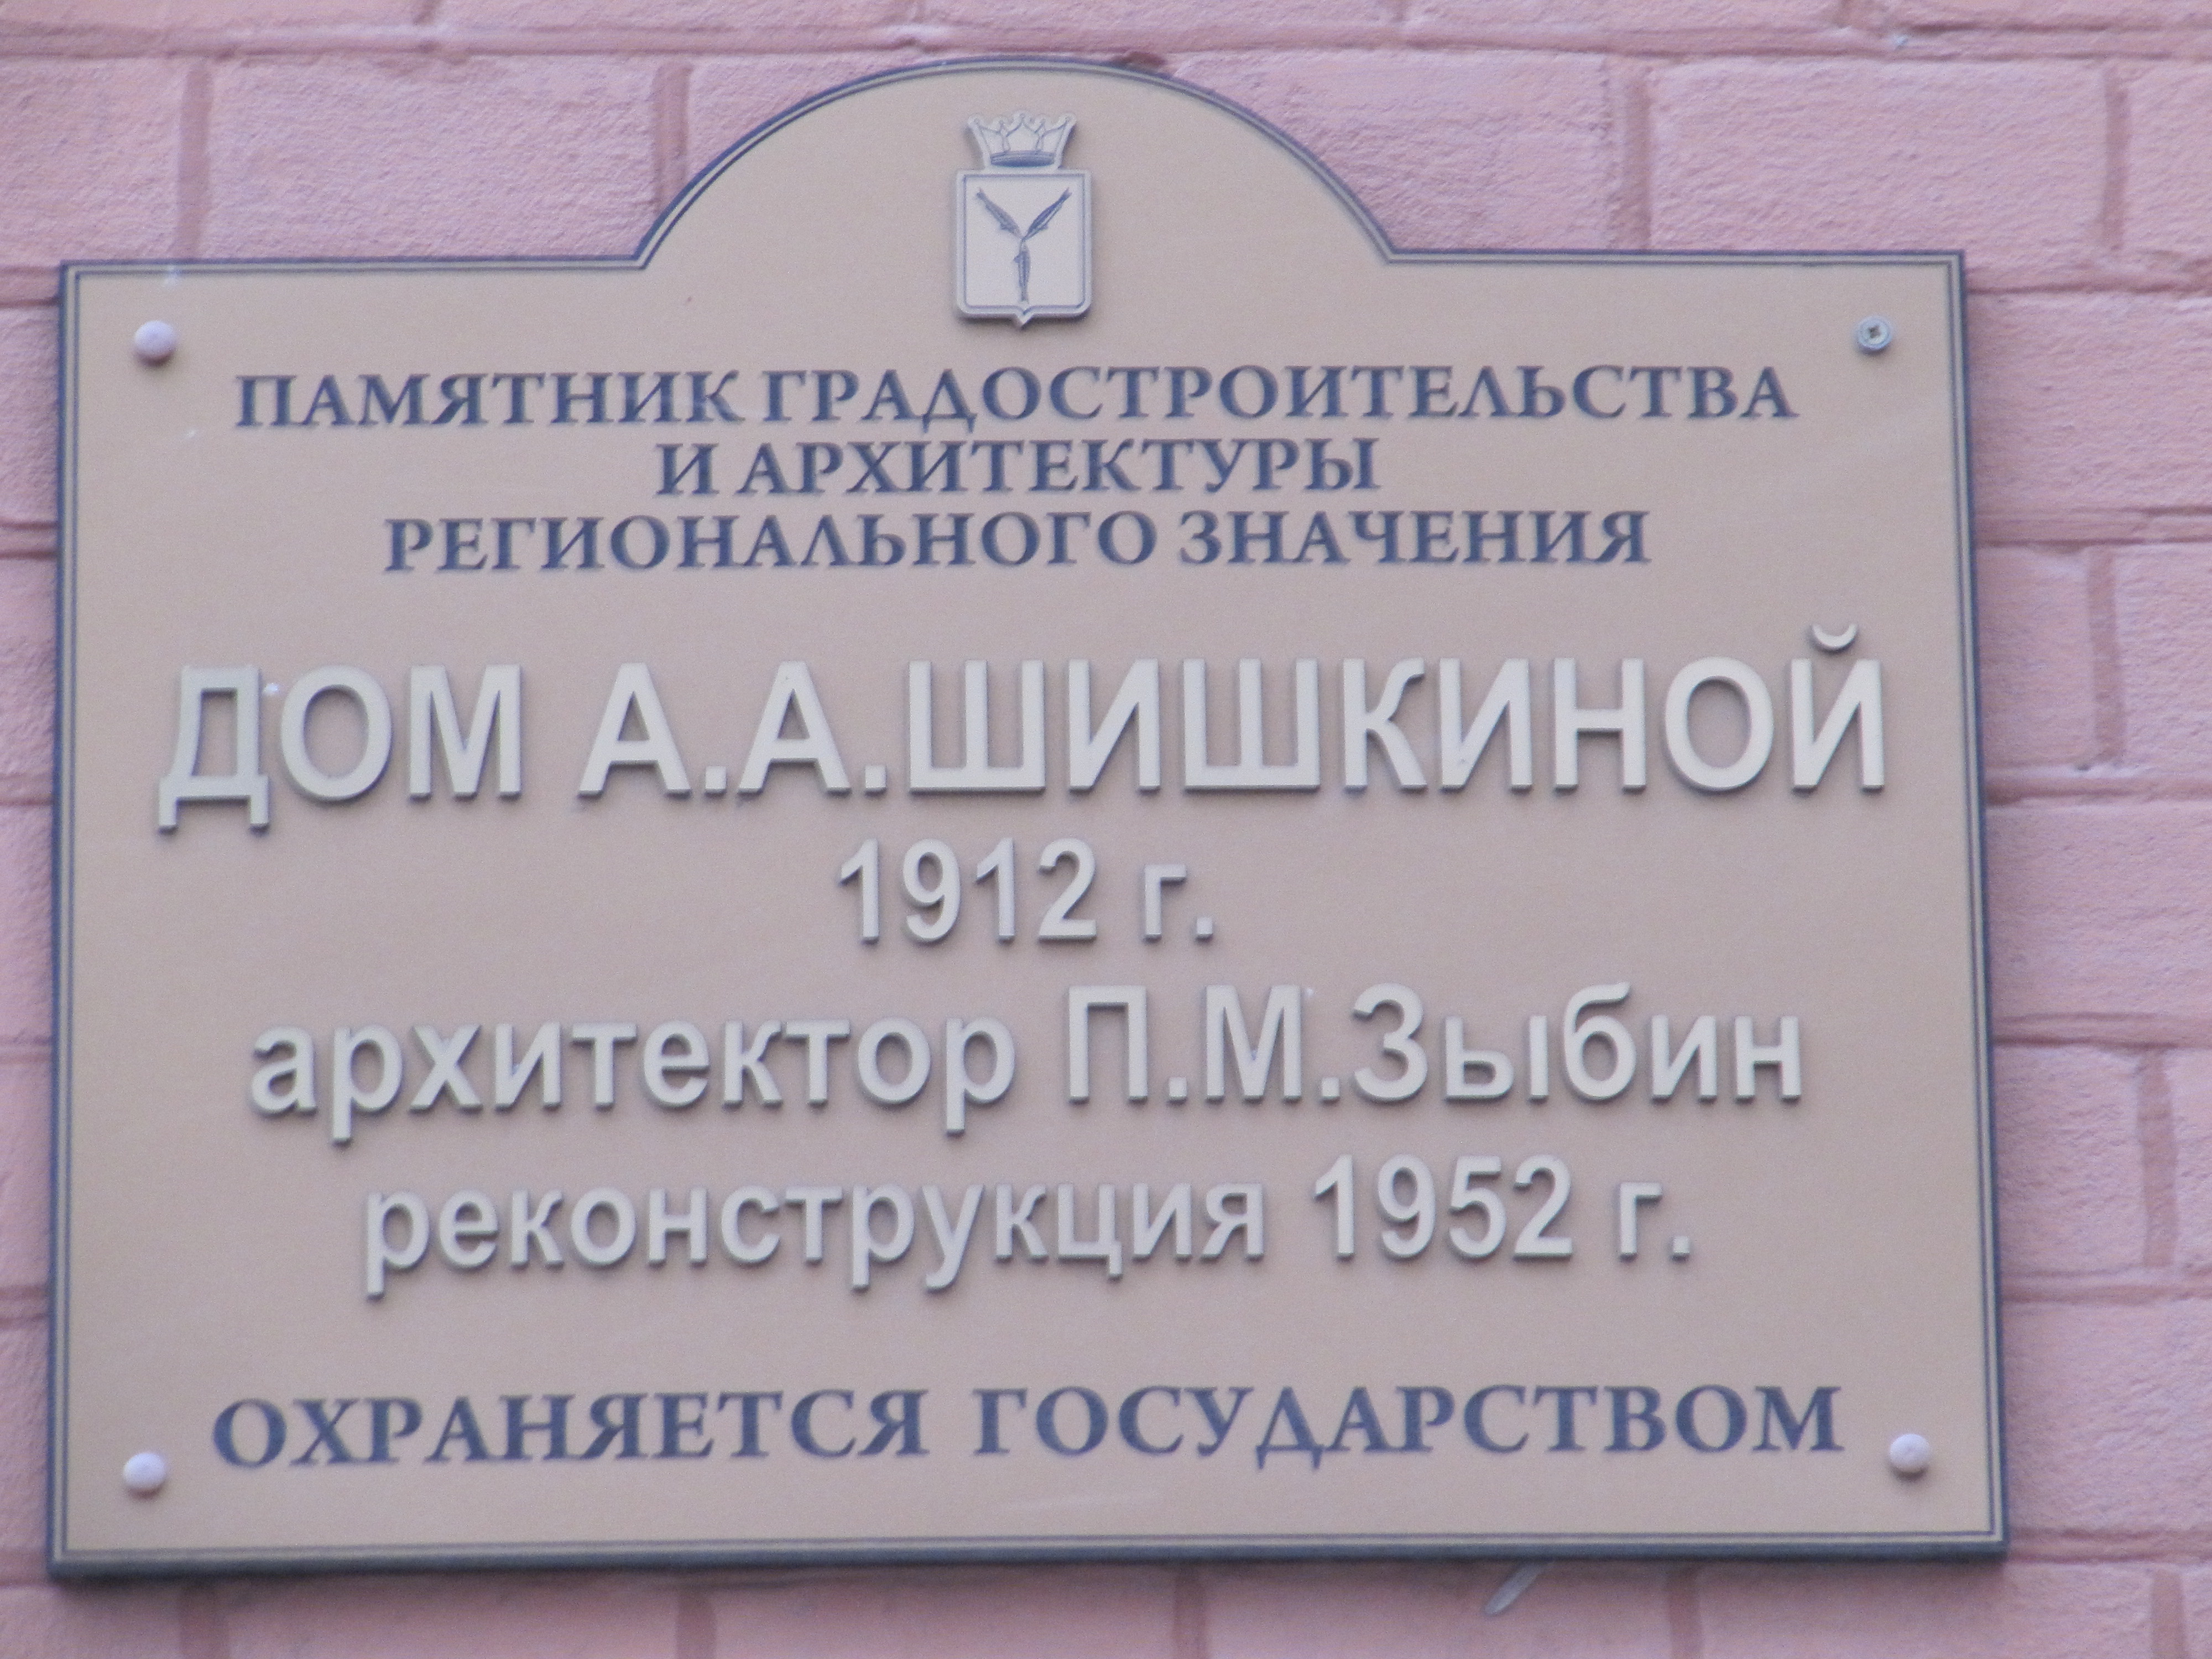 ПАМЯТНИК ГРАДОСТРОИТЕЛЬСТВА
И АРХИТЕКТУРЫ
РЕГИОНАЛЬНОГО ЗНАЧЕНИЯ
ДОМ А.А.ШИШКИНОЙ
1912 г.
архитектор П.М.Зыбин
реконструкция 1952 г.
ОХРАНЯЕТСЯ ГОСУДАРСТВОМ